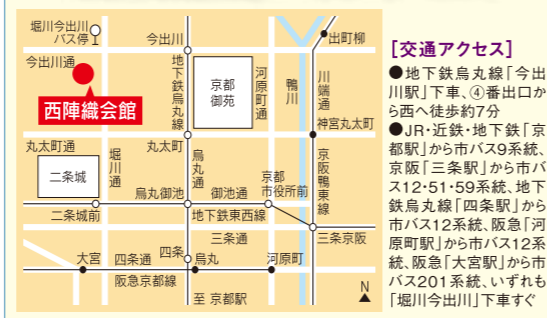 堀川今出川
バス停
今出川
出町柳
今出川通
西陣織会館
地下鉄烏丸線
京都
御苑
河原町通
鴨川
川端通
神宮丸太町
丸太町通
丸太町
二条城
堀川通
烏丸通
京阪鴨東線
烏丸御池
御池通
京都
市役所前
二条城前
地下鉄東西線
三条通
三条京阪
大宮
四条通
四条
烏丸
河原町
阪急京都線
至 京都駅
N
[交通アクセス]
●地下鉄烏丸線「今出
川駅」下車、④番出口か
ら西へ徒歩約7分
●JR・近鉄・地下鉄「京
都駅」から市バス9系統、
京阪「三条駅」から市バ
ス12・51・59系統、地下
鉄烏丸線「四条駅」から
市バス12系統、阪急「河
原町駅」から市バス12系
統、阪急「大宮駅」から市
バス201系統、いずれも
「堀川今出川」下車すぐ